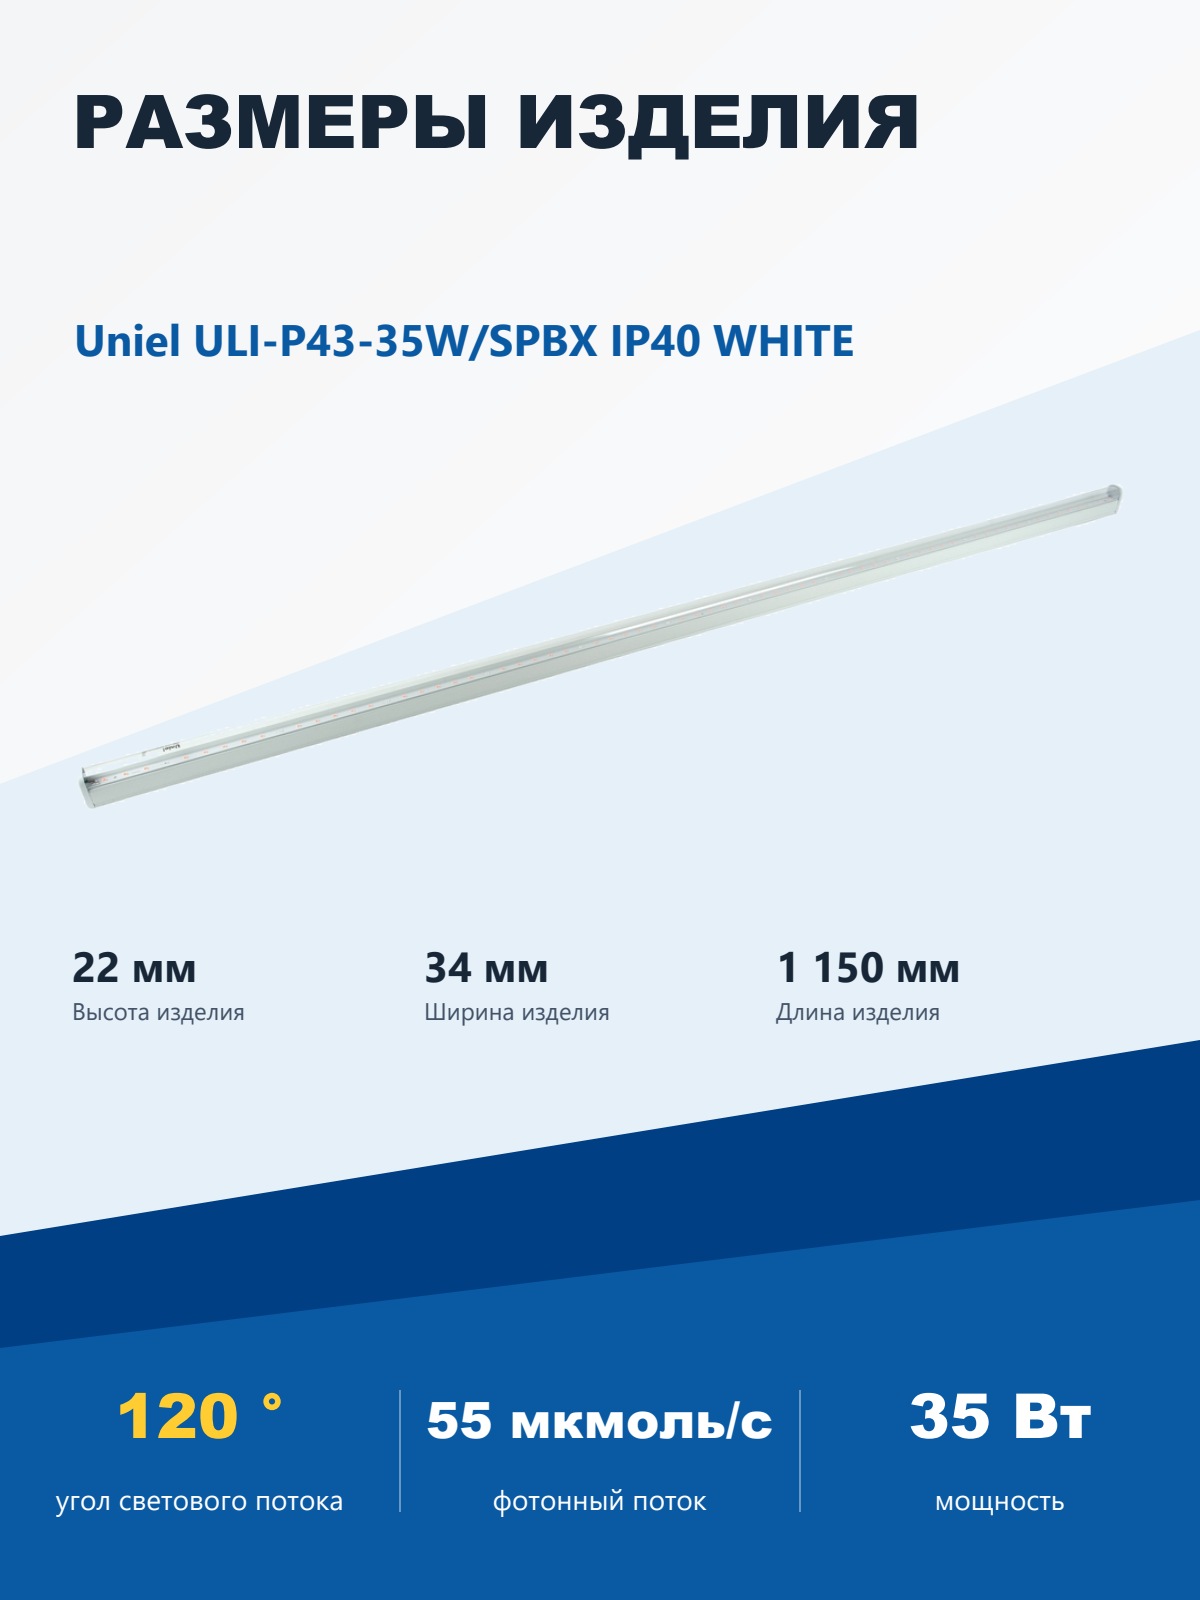 РАЗМЕРЫ ИЗДЕЛИЯ
Uniel ULI-P43-35W/SPBX IP40 WHITE
Uniel
22 мм
34 мм
1 150 мм
Высота изделия
Ширина изделия
Длина изделия
120 °
55 мкмоль/с
35 Вт
угол светового потока
фотонный поток
мощность